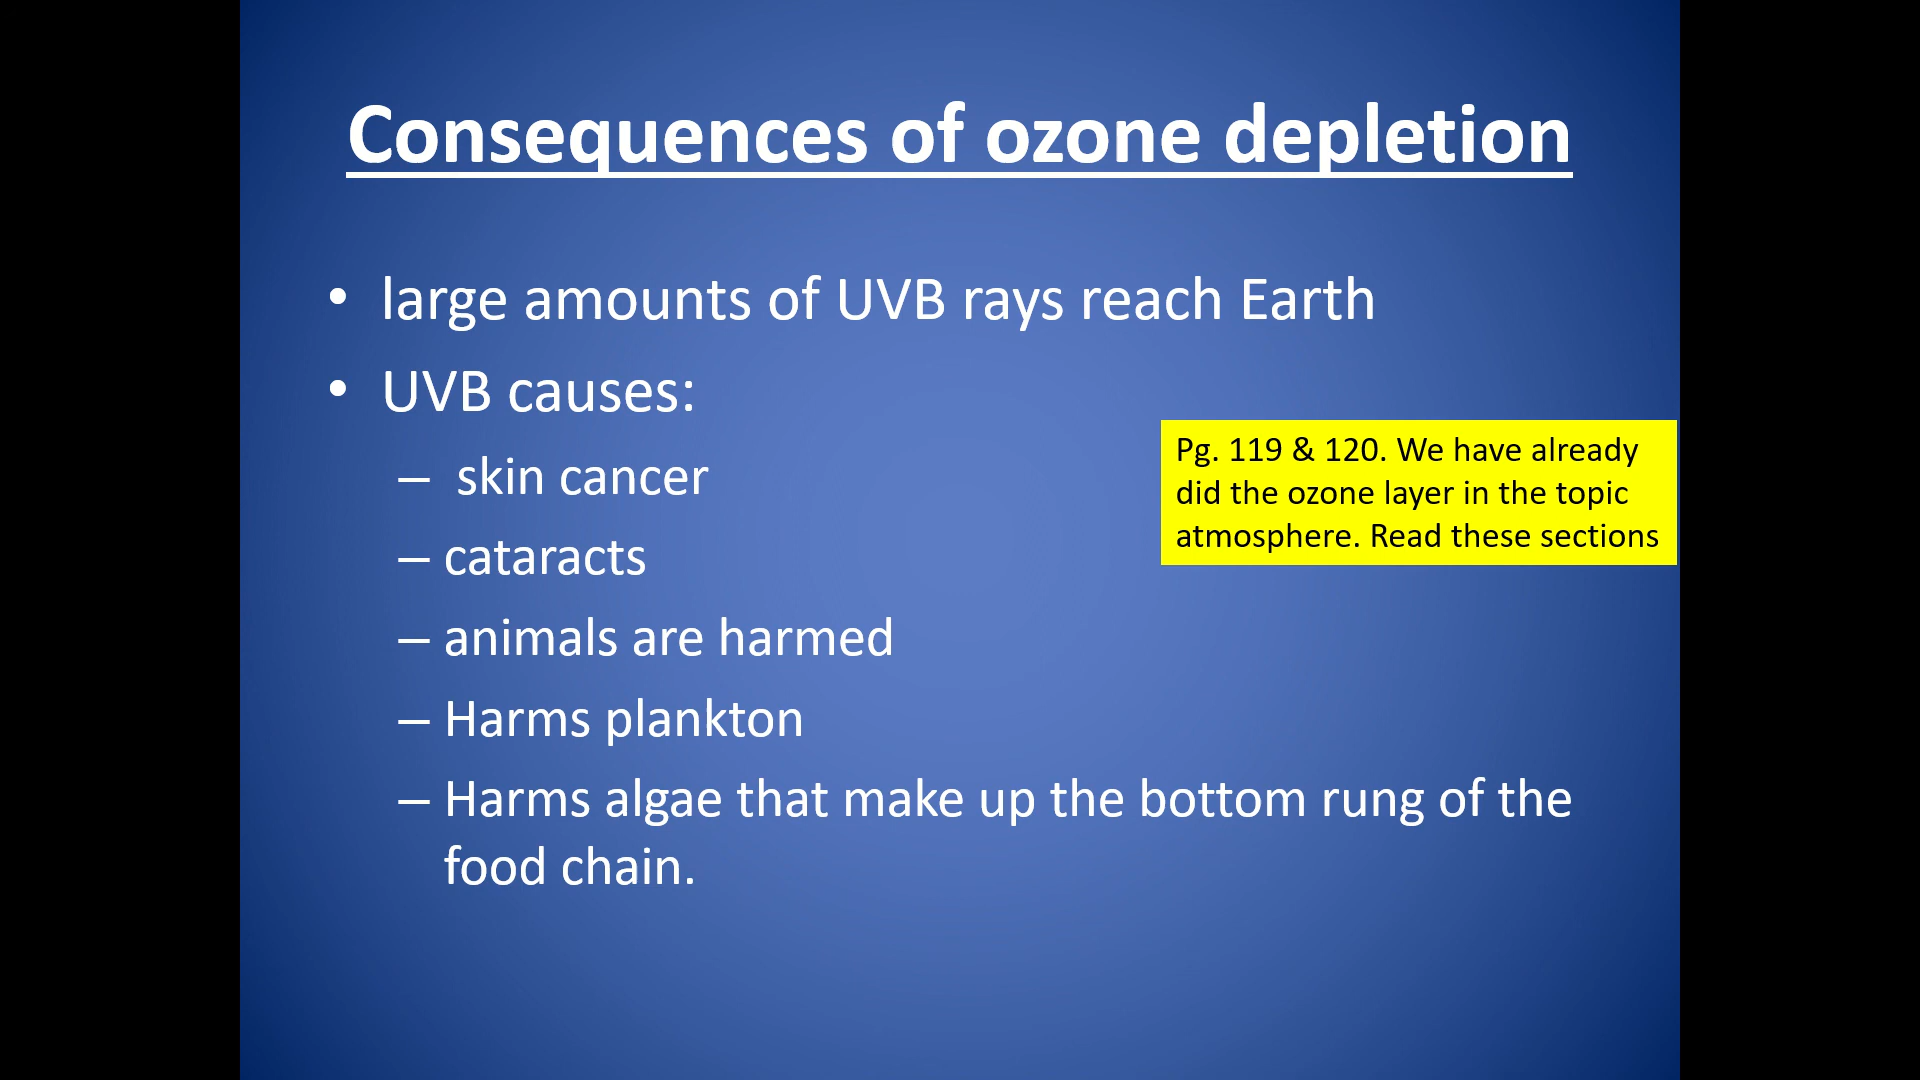 Consequences of ozone depletion
• large amounts of UVB rays reach Earth
• UVB causes:
– skin cancer
– cataracts
– animals are harmed
– Harms plankton
– Harms algae that make up the bottom rung of the
food chain.
Pg. 119 & 120. We have already
did the ozone layer in the topic
atmosphere. Read these sections